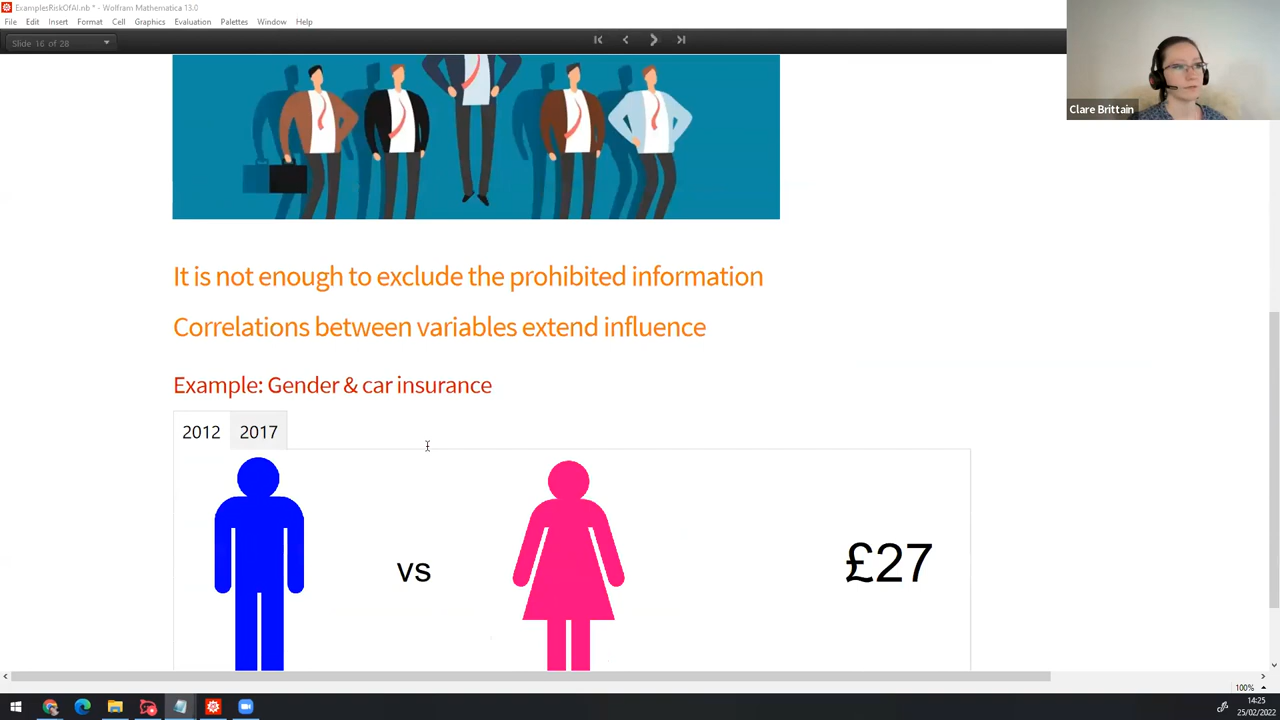 ExamplesRiskOfAI.nb * - Wolfram Mathematica 13.0
File Edit Insert Format Cell Graphics Evaluation Palettes Window Help
Slide 16 of 28
Clare Brittain
It is not enough to exclude the prohibited information
Correlations between variables extend influence
Example: Gender & car insurance
2012 2017
vs
£27
100%
14:25
25/02/2022